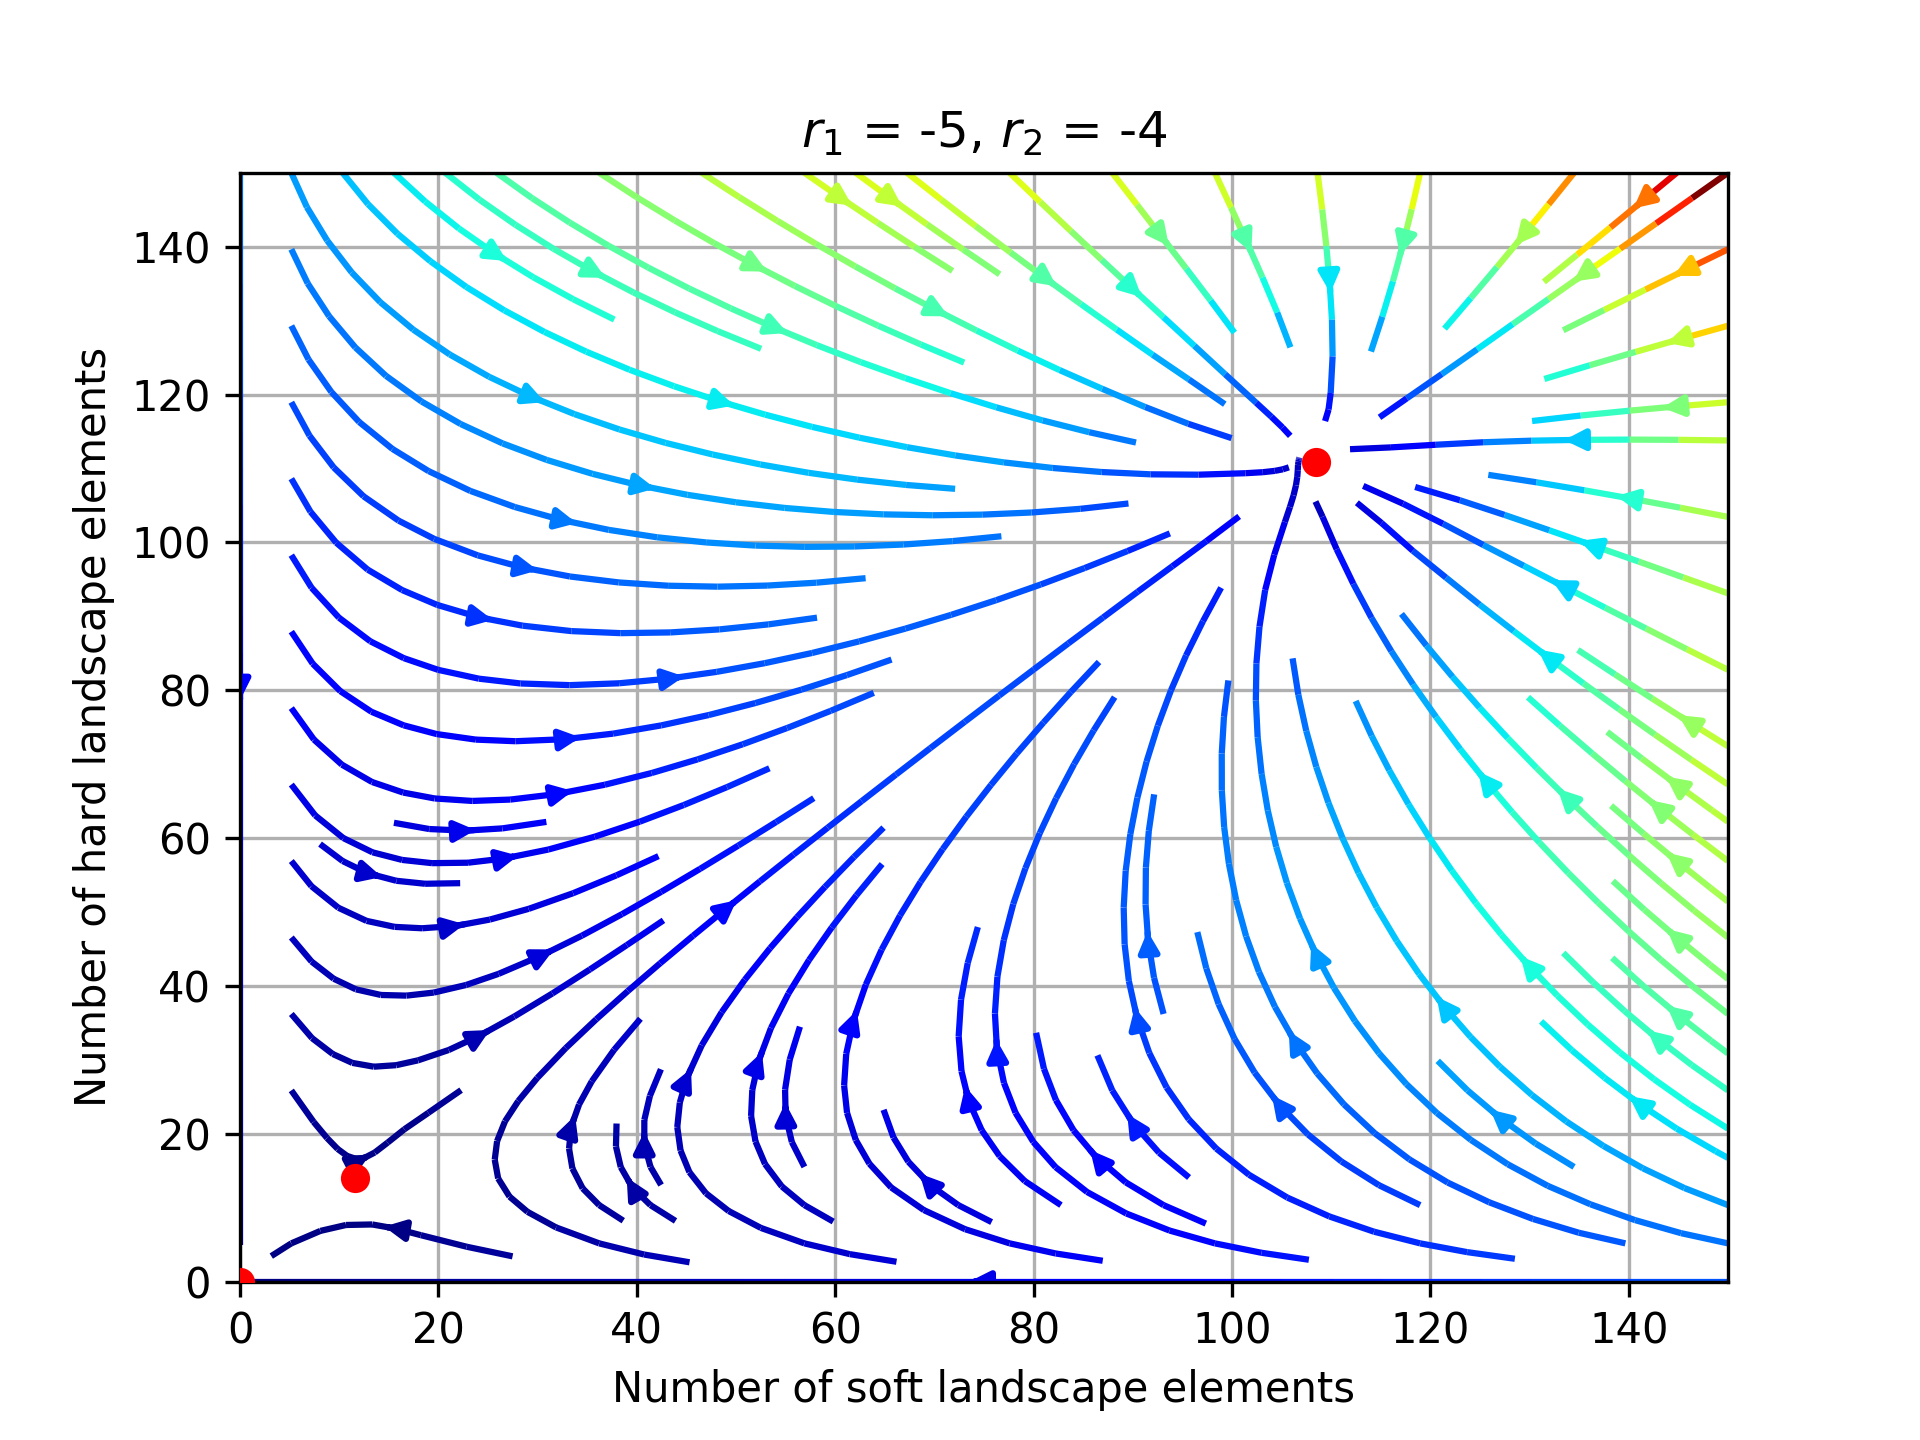 r₁ = -5, r₂ = -4
Number of hard landscape elements
140
120
100
80
60
40
20
0
0 20 40 60 80 100 120 140
Number of soft landscape elements